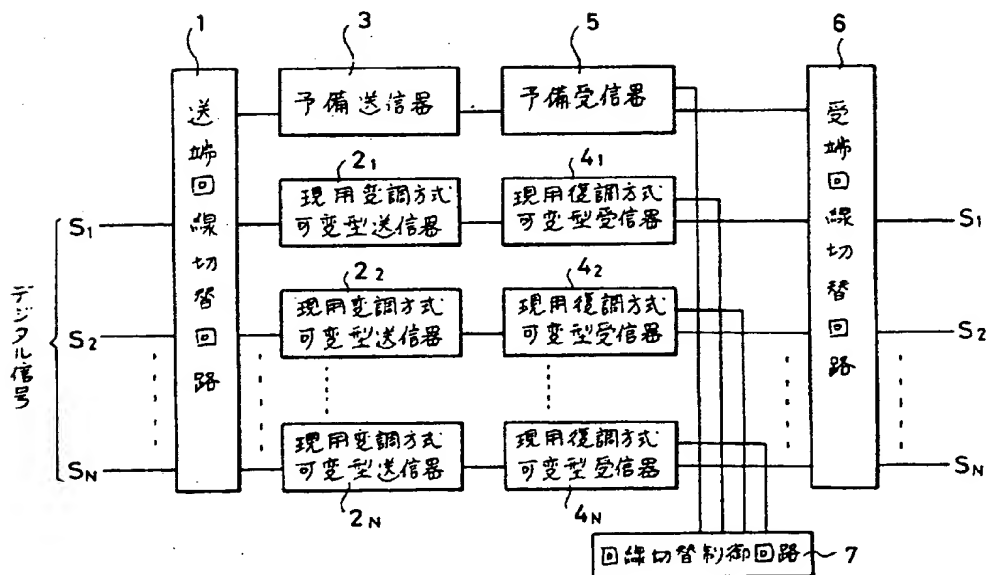 1
3
5
6
送端回線切替回路
予備送信器
予備受信器
受端回線切替回路
2₁
4₁
現用変調方式
可変型送信器
現用復調方式
可変型受信器
S₁
S₁
2₂
4₂
現用変調方式
可変型送信器
現用復調方式
可変型受信器
デジタル信号
S₂
S₂
現用変調方式
可変型送信器
現用復調方式
可変型受信器
S_N
S_N
2_N
4_N
回線切替制御回路
7